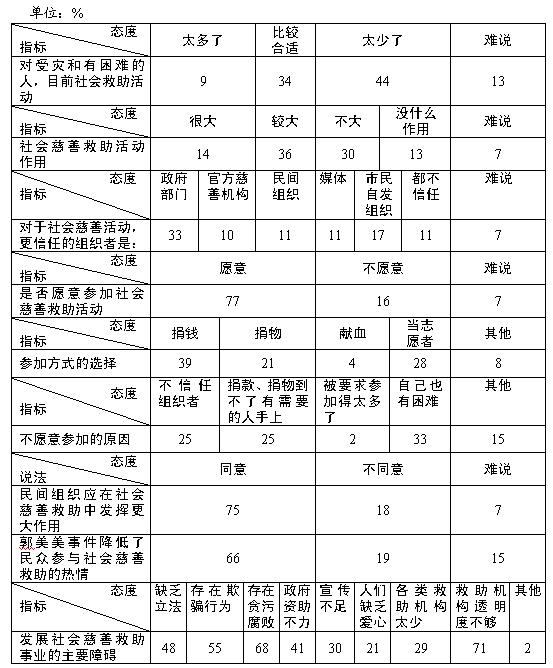 单位：%
态度
指标
太多了
比较
合适
太少了
难说
对受灾和有困难的
人，目前社会救助活
动
9
34
44
13
态度
指标
很大
较大
不大
没什么
作用
难说
社会慈善救助活动
作用
14
36
30
13
7
态度
指标
政府
部门
官方慈
善机构
民间
组织
媒体
市民
自发
组织
都不
信任
难说
对于社会慈善活动，
更信任的组织者是：
33
10
11
11
17
11
7
态度
指标
愿意
不愿意
难说
是否愿意参加社会
慈善救助活动
77
16
7
态度
指标
捐钱
捐物
献血
当志
愿者
其他
参加方式的选择
39
21
4
28
8
态度
指标
不信任
组织者
捐款、捐物到
不了有需要
的人手上
被要求参
加得太多
了
自己也
有困难
其他
不愿意参加的原因
25
25
2
33
15
态度
说法
同意
不同意
难说
民间组织应在社会
慈善救助中发挥更
大作用
75
18
7
郭美美事件降低了
民众参与社会慈善
救助的热情
66
19
15
态度
指标
缺乏
立法
存在欺
骗行为
存在
贪污
腐败
政府
资助
不力
宣传
不足
人们
缺乏
爱心
各类救
助机构
太少
救助机
构透明
度不够
其他
发展社会慈善救助
事业的主要障碍
48
55
68
41
30
21
29
71
2